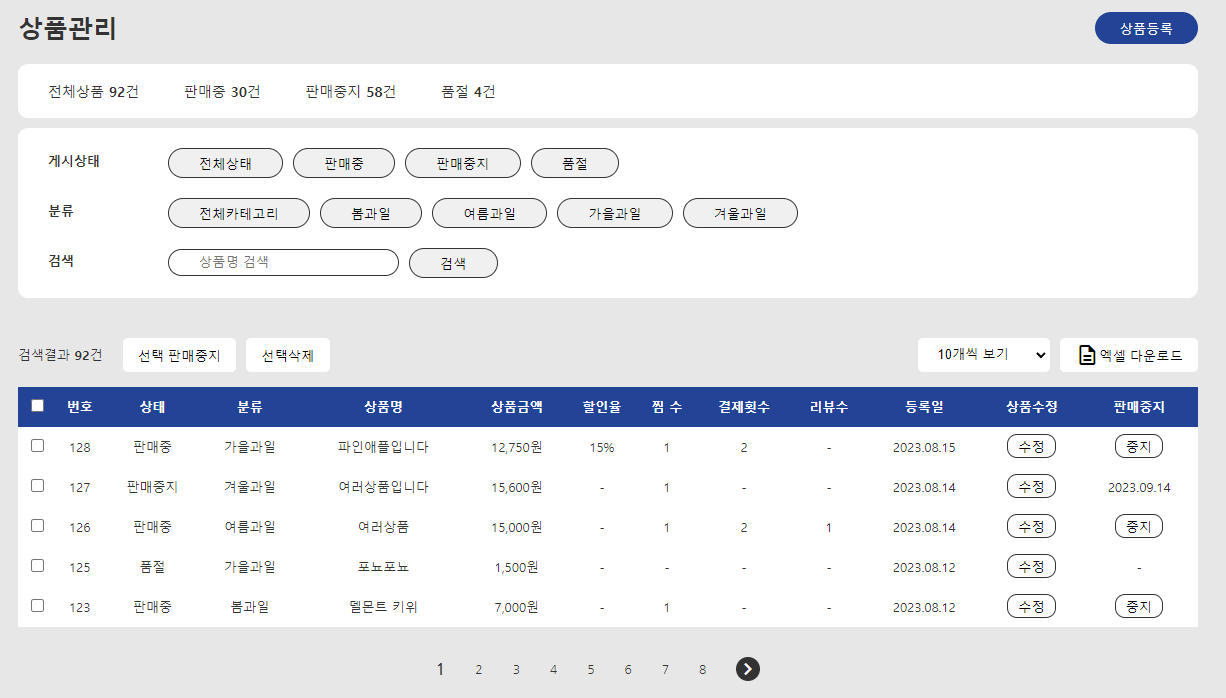 상품관리
상품등록
전체상품 92건 판매중 30건 판매중지 58건 품절 4건
게시상태 전체상태 판매중 판매중지 품절
분류 전체카테고리 봄과일 여름과일 가을과일 겨울과일
검색 상품명 검색 검색
검색결과 92건 선택 판매중지 선택삭제 10개씩 보기 엑셀 다운로드
번호 상태 분류 상품명 상품금액 할인율 찜 수 결제횟수 리뷰수 등록일 상품수정 판매중지
128 판매중 가을과일 파인애플입니다 12,750원 15% 1 2 - 2023.08.15 수정 중지
127 판매중지 겨울과일 여러상품입니다 15,600원 - 1 - - 2023.08.14 수정 2023.09.14
126 판매중 여름과일 여러상품 15,000원 - 1 2 1 2023.08.14 수정 중지
125 품절 가을과일 포뇨포뇨 1,500원 - - - - 2023.08.12 수정 -
123 판매중 봄과일 델몬트 키위 7,000원 - 1 - - 2023.08.12 수정 중지
1 2 3 4 5 6 7 8